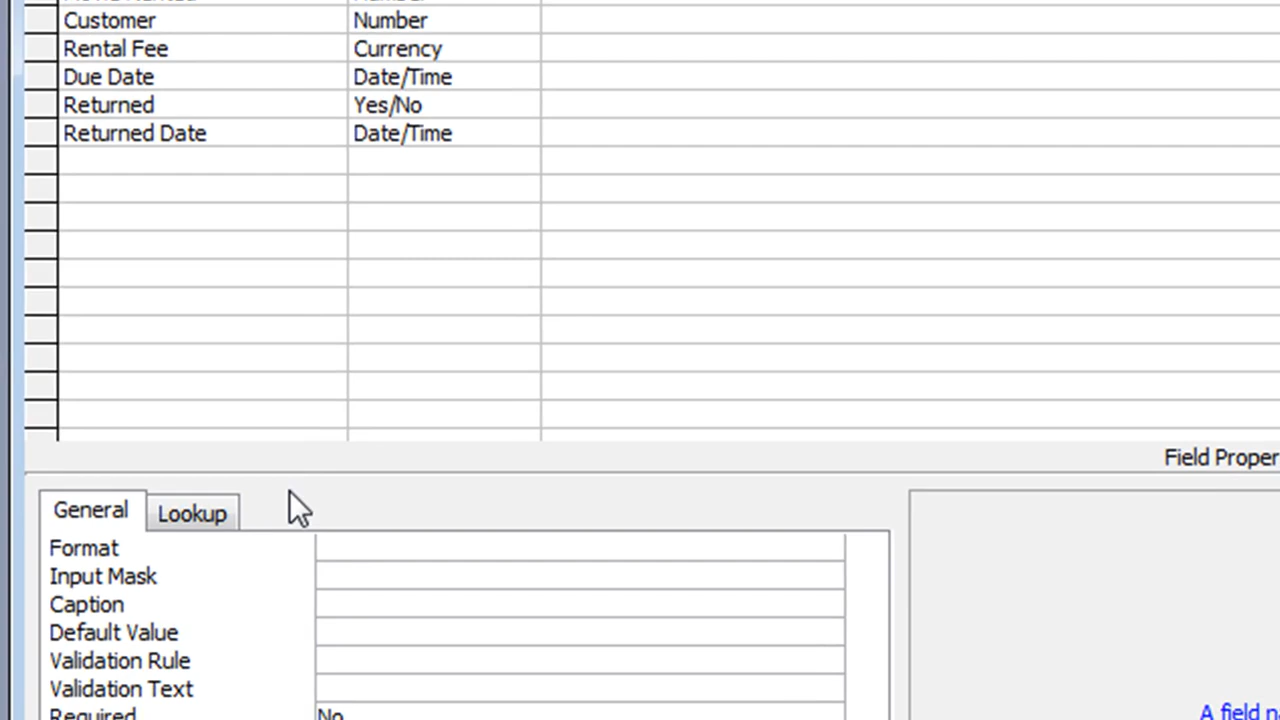 Customer Number
Rental Fee Currency
Due Date Date/Time
Returned Yes/No
Returned Date Date/Time
Field Proper
General Lookup
Format
Input Mask
Caption
Default Value
Validation Rule
Validation Text
Required No
A field n